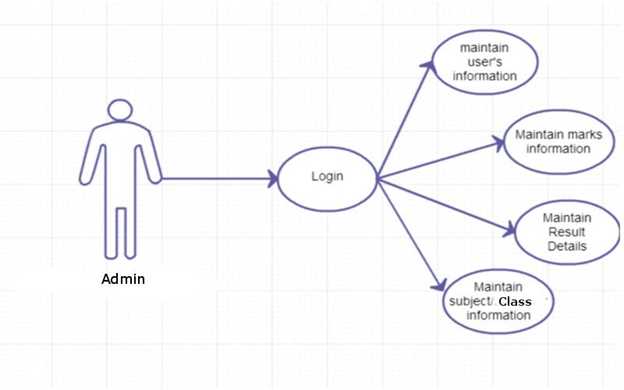 maintain
user's
information
Maintain marks
information
Login
Maintain
Result
Details
Admin
Maintain
subject/. Class
information